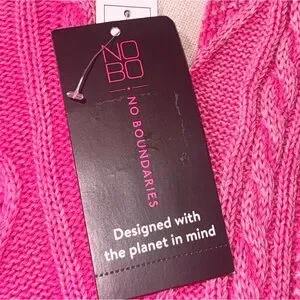 NO
BO
NO BOUNDARIES
Designed with
the planet in mind